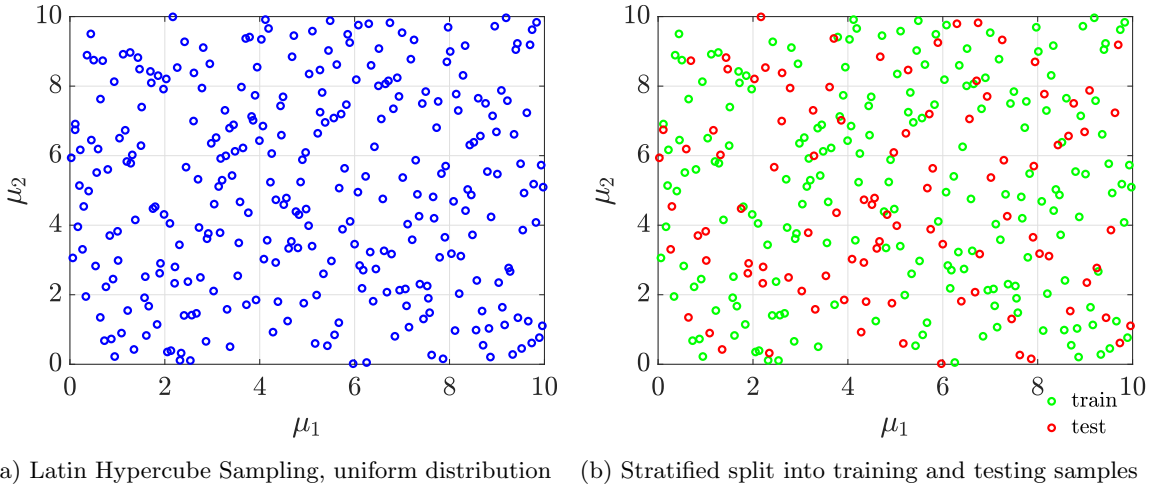 10
8
6
4
2
0
μ2
0 2 4 6 8 10
μ1
10
8
6
4
2
0
μ2
0 2 4 6 8 10
μ1
train
test
a) Latin Hypercube Sampling, uniform distribution
(b) Stratified split into training and testing samples